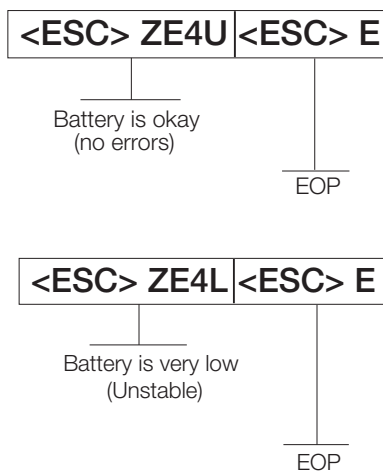 <ESC> ZE4U <ESC> E
Battery is okay
(no errors)
EOP
<ESC> ZE4L <ESC> E
Battery is very low
(Unstable)
EOP